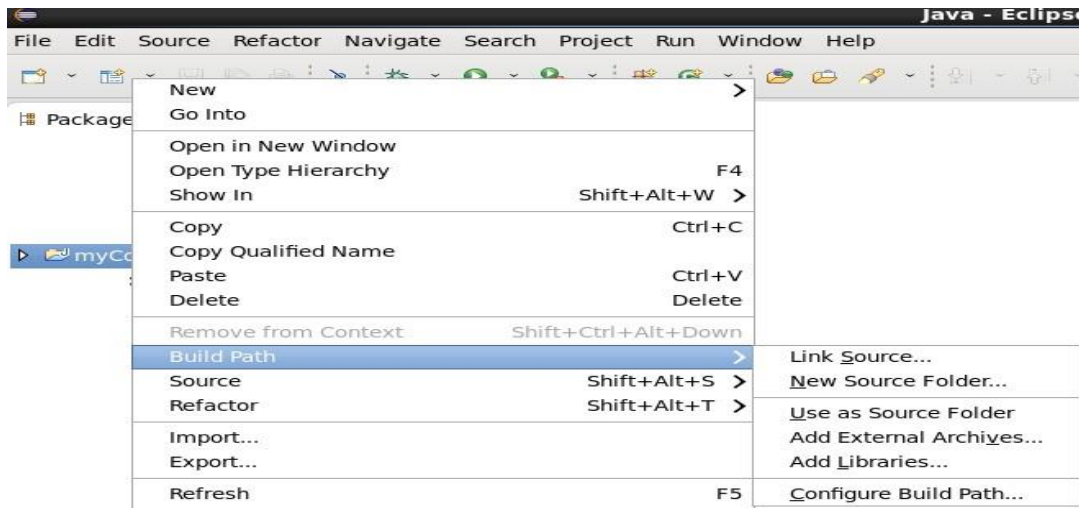 Java - Eclipse
File Edit Source Refactor Navigate Search Project Run Window Help
Package
myCo
New
Go Into
Open in New Window
Open Type Hierarchy F4
Show In Shift+Alt+W
Copy Ctrl+C
Copy Qualified Name
Paste Ctrl+V
Delete Delete
Remove from Context Shift+Ctrl+Alt+Down
Build Path
Source Shift+Alt+S
Refactor Shift+Alt+T
Import...
Export...
Refresh F5
Link Source...
New Source Folder...
Use as Source Folder
Add External Archives...
Add Libraries...
Configure Build Path...